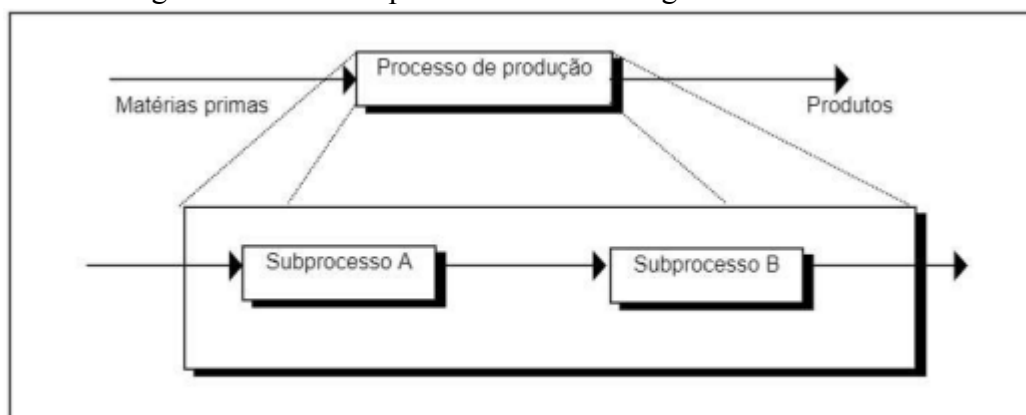 Processo de produção
Matérias primas
Produtos
Subprocesso A
Subprocesso B